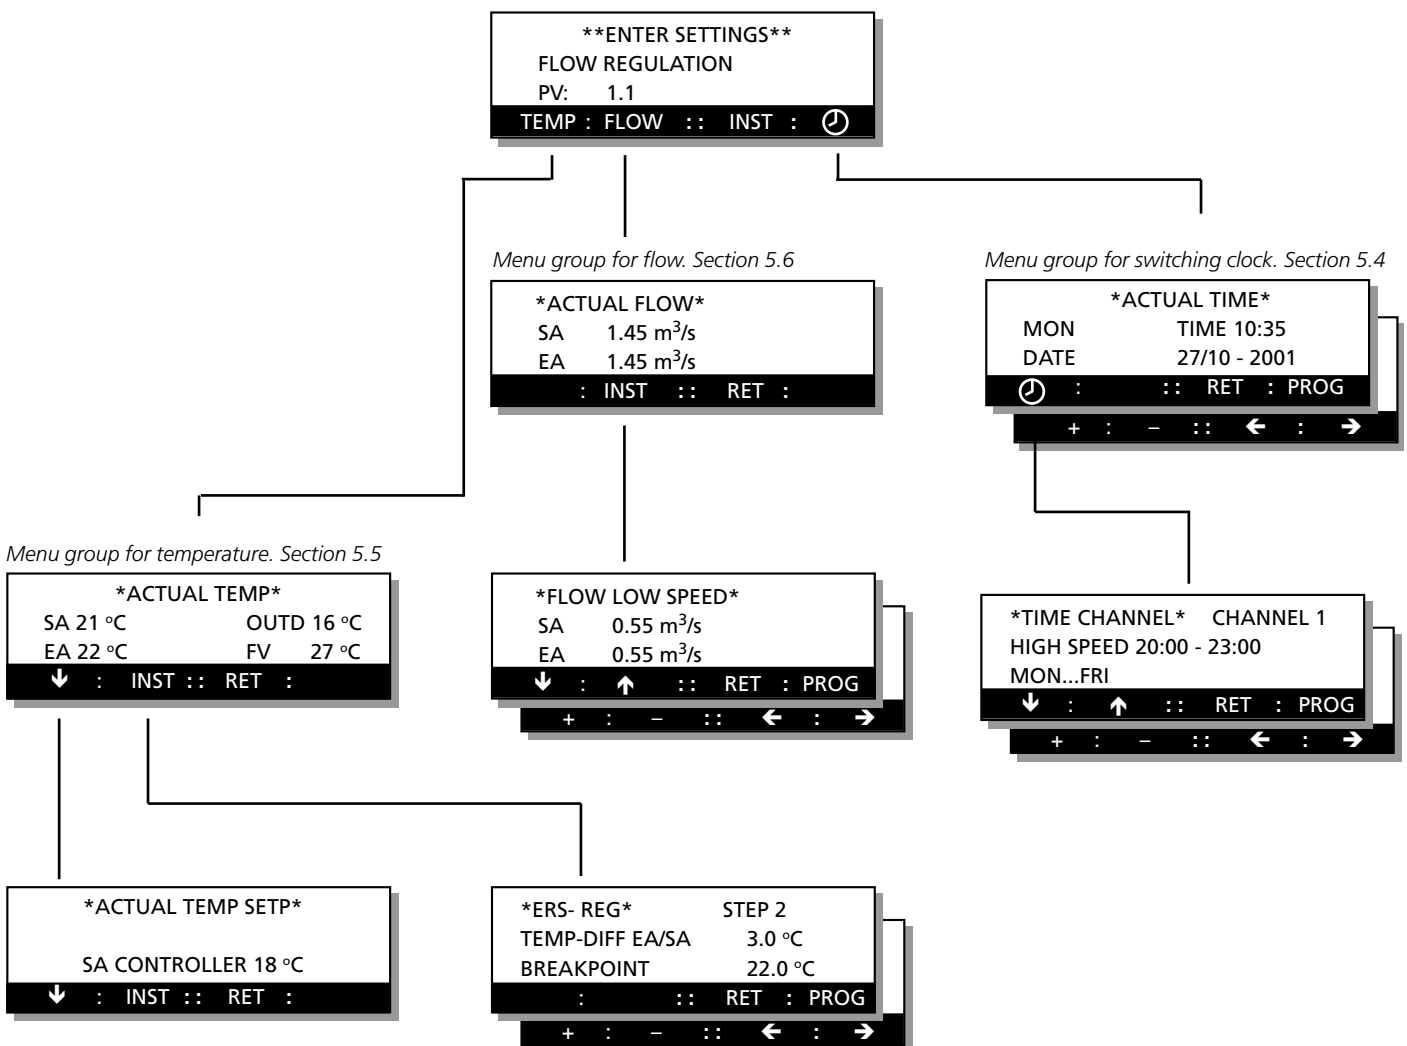 **ENTER SETTINGS**
FLOW REGULATION
PV: 1.1
TEMP : FLOW :: INST :
Menu group for flow. Section 5.6
*ACTUAL FLOW*
SA 1.45 m³/s
EA 1.45 m³/s
: INST :: RET :
Menu group for switching clock. Section 5.4
*ACTUAL TIME*
MON TIME 10:35
DATE 27/10 - 2001
: :: RET : PROG
+ : – :: ← : →
Menu group for temperature. Section 5.5
*ACTUAL TEMP*
SA 21 °C OUTD 16 °C
EA 22 °C FV 27 °C
↓ : INST :: RET :
*FLOW LOW SPEED*
SA 0.55 m³/s
EA 0.55 m³/s
↓ : ↑ :: RET : PROG
+ : – :: ← : →
*TIME CHANNEL* CHANNEL 1
HIGH SPEED 20:00 - 23:00
MON...FRI
↓ : ↑ :: RET : PROG
+ : – :: ← : →
*ACTUAL TEMP SETP*
SA CONTROLLER 18 °C
↓ : INST :: RET :
*ERS- REG* STEP 2
TEMP-DIFF EA/SA 3.0 °C
BREAKPOINT 22.0 °C
: :: RET : PROG
+ : – :: ← : →